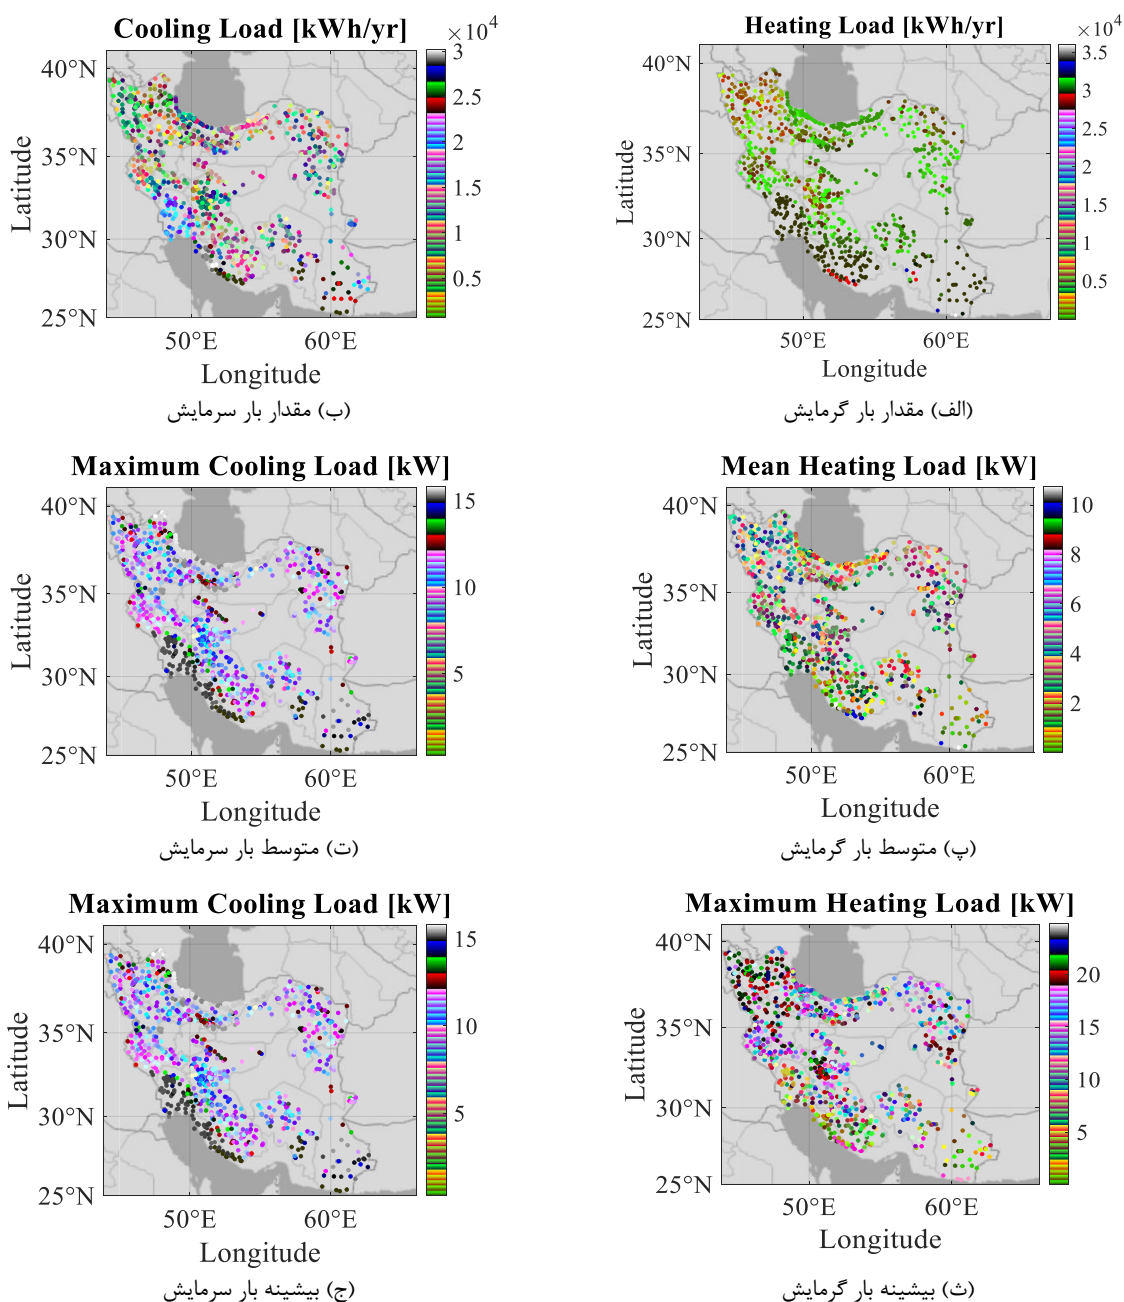 Cooling Load [kWh/yr]
×10⁴
40°N
35°N
30°N
25°N
Latitude
50°E
60°E
Longitude
3
2.5
2
1.5
1
0.5
(ب) مقدار بار سرمایش
Heating Load [kWh/yr]
×10⁴
40°N
35°N
30°N
25°N
Latitude
50°E
60°E
Longitude
3.5
3
2.5
2
1.5
1
0.5
(الف) مقدار بار گرمایش
Maximum Cooling Load [kW]
40°N
35°N
30°N
25°N
Latitude
50°E
60°E
Longitude
15
10
5
(ت) متوسط بار سرمایش
Mean Heating Load [kW]
40°N
35°N
30°N
25°N
Latitude
50°E
60°E
Longitude
10
8
6
4
2
(پ) متوسط بار گرمایش
Maximum Cooling Load [kW]
40°N
35°N
30°N
25°N
Latitude
50°E
60°E
Longitude
15
10
5
(ج) بیشینه بار سرمایش
Maximum Heating Load [kW]
40°N
35°N
30°N
25°N
Latitude
50°E
60°E
Longitude
20
15
10
5
(ث) بیشینه بار گرمایش